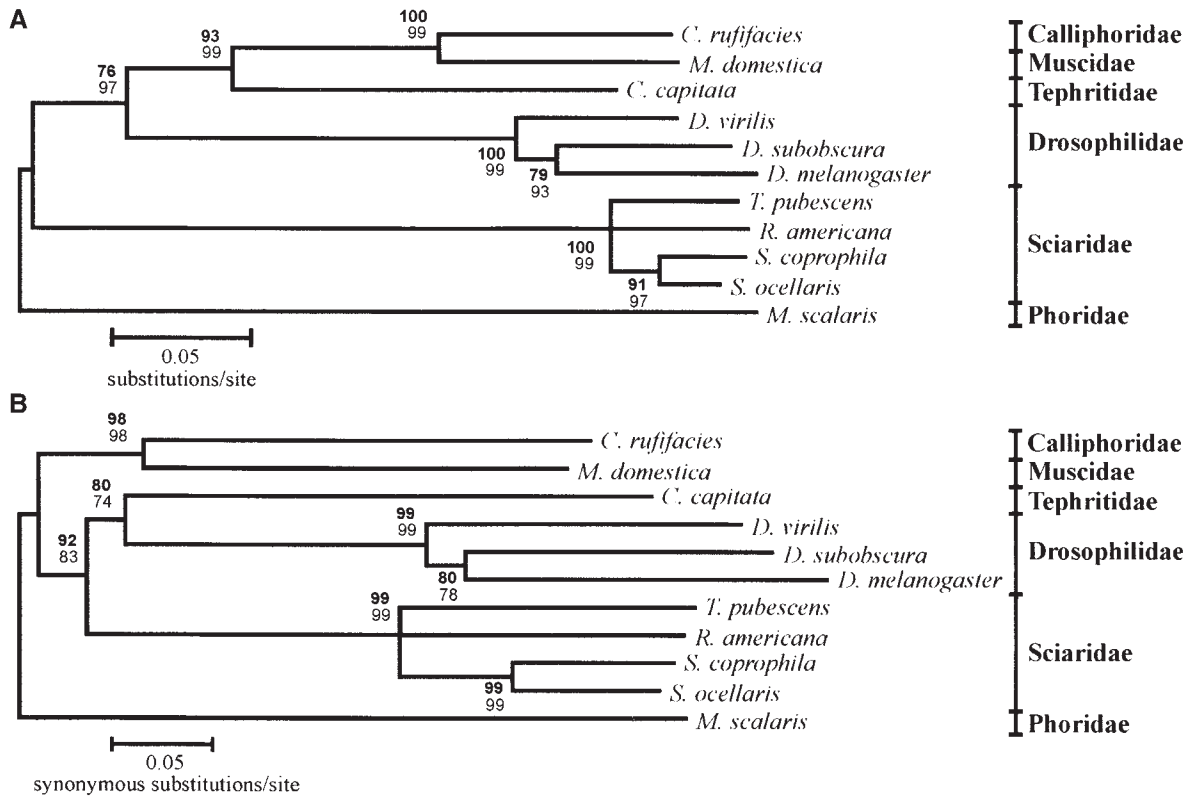 A
100
99
C. rufifacies
Calliphoridae
93
99
M. domestica
Muscidae
76
97
C. capitata
Tephritidae
D. virilis
Drosophilidae
100
99
D. subobscura
79
93
D. melanogaster
T. pubescens
R. americana
Sciaridae
100
99
S. coprophila
91
97
S. ocellaris
M. scalaris
Phoridae
0.05
substitutions/site
B
98
98
C. rufifacies
Calliphoridae
M. domestica
Muscidae
80
74
C. capitata
Tephritidae
99
99
D. virilis
92
83
D. subobscura
Drosophilidae
80
78
D. melanogaster
99
99
T. pubescens
R. americana
Sciaridae
S. coprophila
99
99
S. ocellaris
M. scalaris
Phoridae
0.05
synonymous substitutions/site